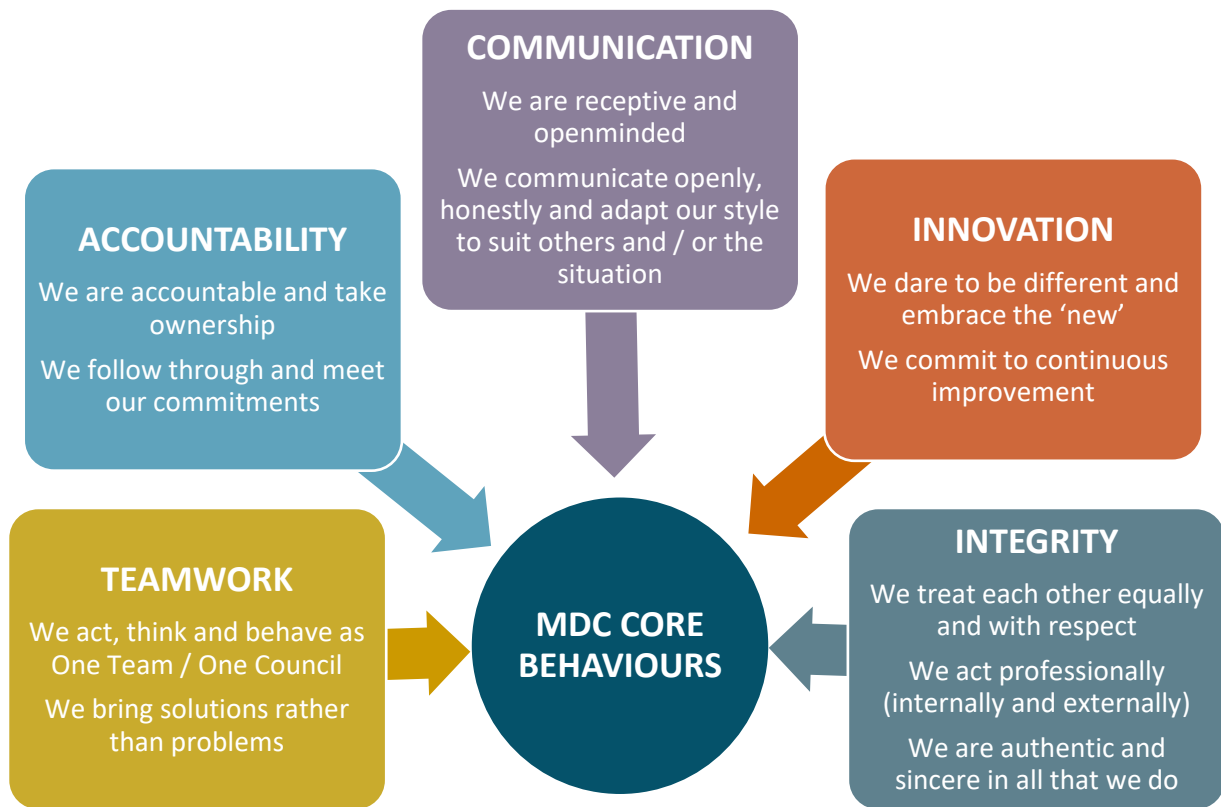 COMMUNICATION
We are receptive and
openminded
We communicate openly,
honestly and adapt our style
to suit others and / or the
situation
ACCOUNTABILITY
We are accountable and take
ownership
We follow through and meet
our commitments
INNOVATION
We dare to be different and
embrace the ‘new’
We commit to continuous
improvement
TEAMWORK
We act, think and behave as
One Team / One Council
We bring solutions rather
than problems
MDC CORE
BEHAVIOURS
INTEGRITY
We treat each other equally
and with respect
We act professionally
(internally and externally)
We are authentic and
sincere in all that we do